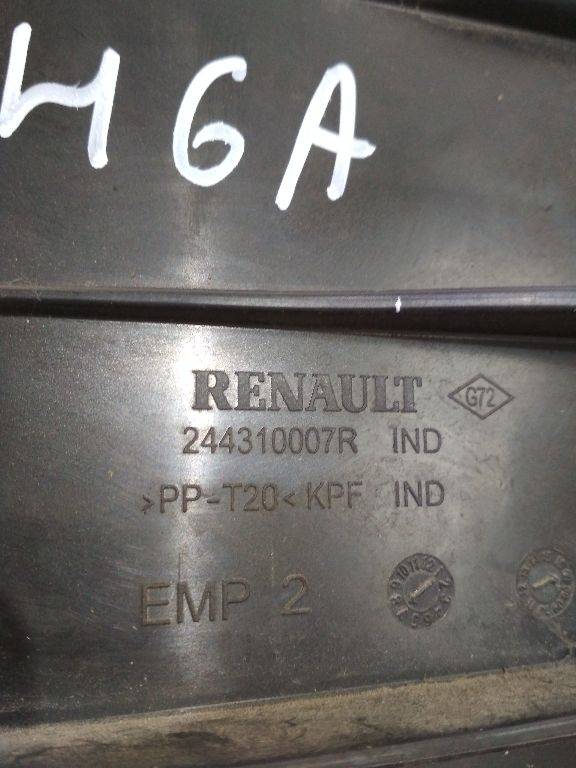 46A
RENAULT G72
244310007R IND
>PP-T20< KPF IND
EMP 2